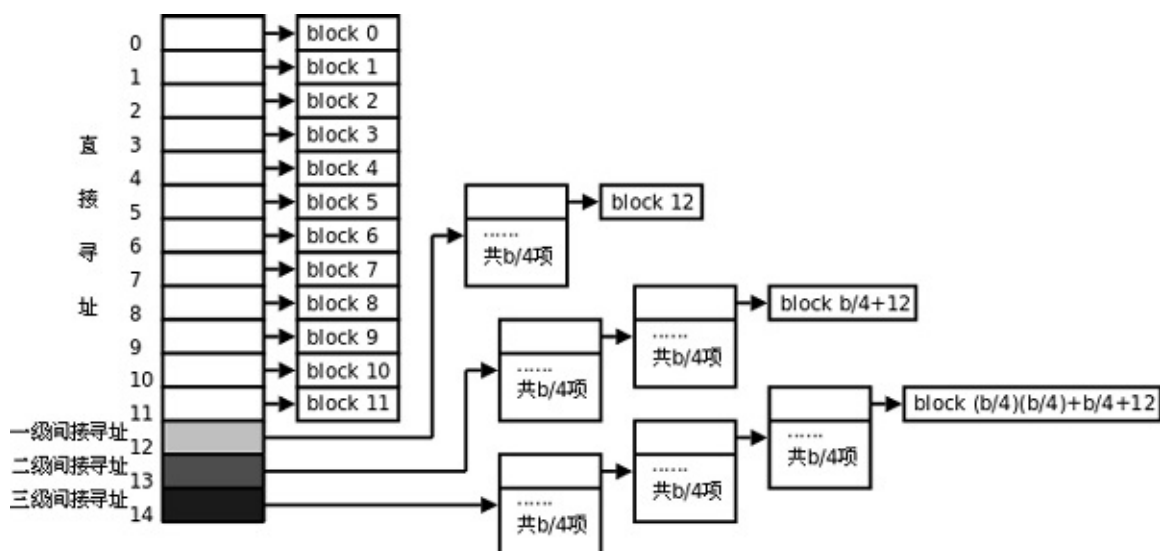 block 0
0
block 1
1
block 2
2
block 3
3
block 4
4
block 5
5
block 6
6
block 7
7
block 8
8
block 9
9
block 10
10
block 11
11
直
接
寻
址
一级间接寻址
12
二级间接寻址
13
三级间接寻址
14
……
共b/4项
block 12
……
共b/4项
……
共b/4项
block b/4+12
……
共b/4项
……
共b/4项
……
共b/4项
block (b/4)(b/4)+b/4+12